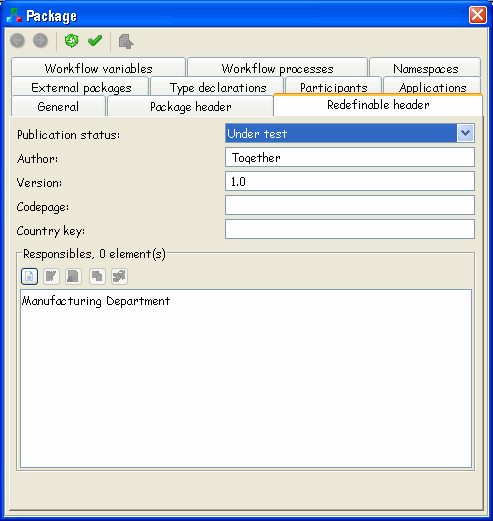 Package
Workflow variables Workflow processes Namespaces
External packages Type declarations Participants Applications
General Package header Redefinable header
Publication status: Under test
Author: Together
Version: 1.0
Codepage:
Country key:
Responsibles, 0 element(s)
Manufacturing Department